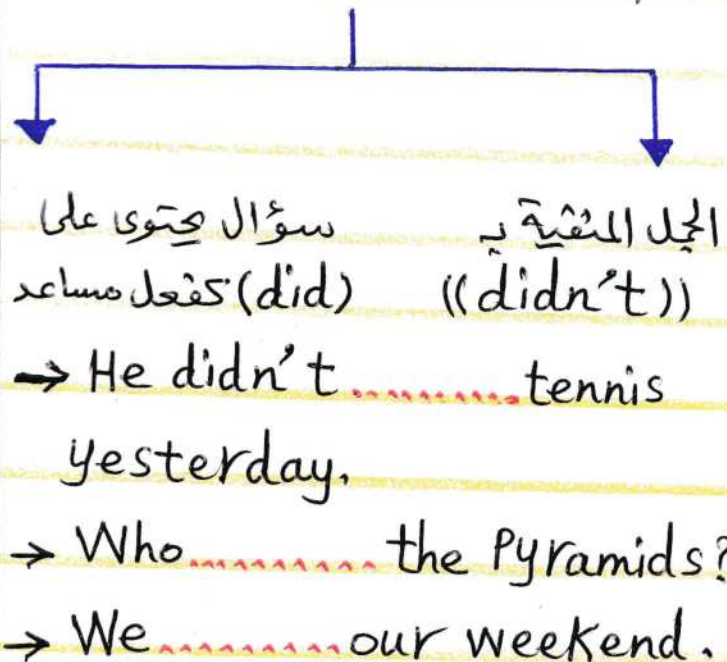 الجمل المنفية بـ سؤال يحتوى على
((didn't)) (did) كفعل مساعد
→ He didn't ......... tennis
yesterday.
→ Who ......... the Pyramids?
→ We ......... our weekend.